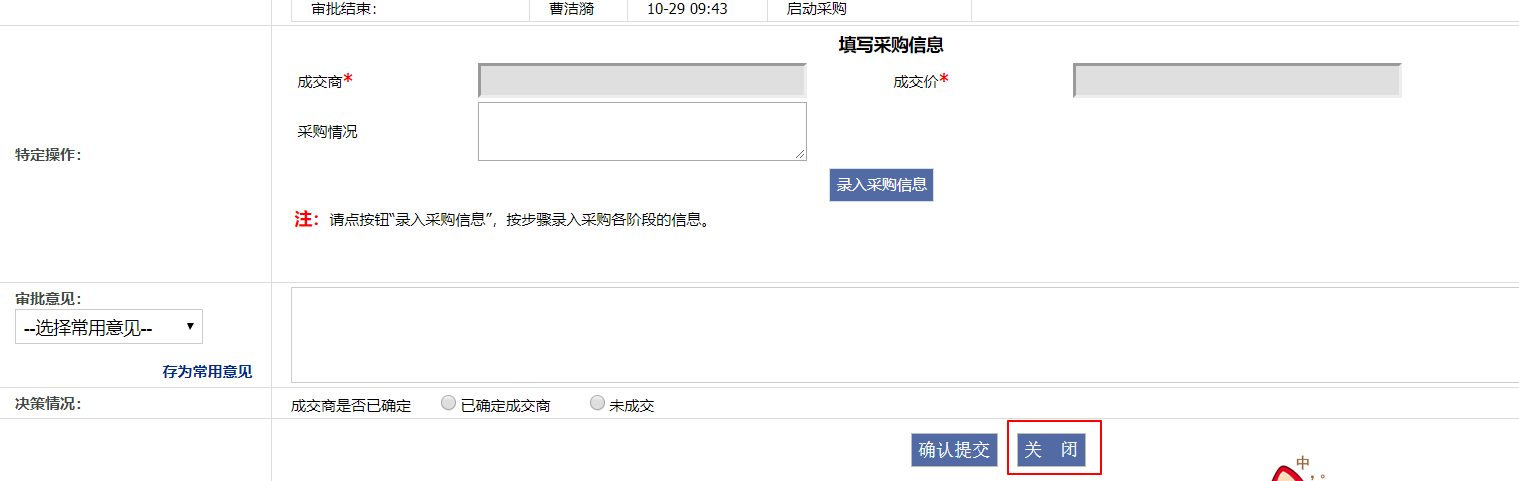 审批结束： 曹洁漪 10-29 09:43 启动采购
填写采购信息
成交商* 成交价*
采购情况
特定操作：
录入采购信息
注：请点按钮“录入采购信息”，按步骤录入采购各阶段的信息。
审批意见：
--选择常用意见--
存为常用意见
决策情况： 成交商是否已确定 已确定成交商 未成交
确认提交 关 闭
中
，。